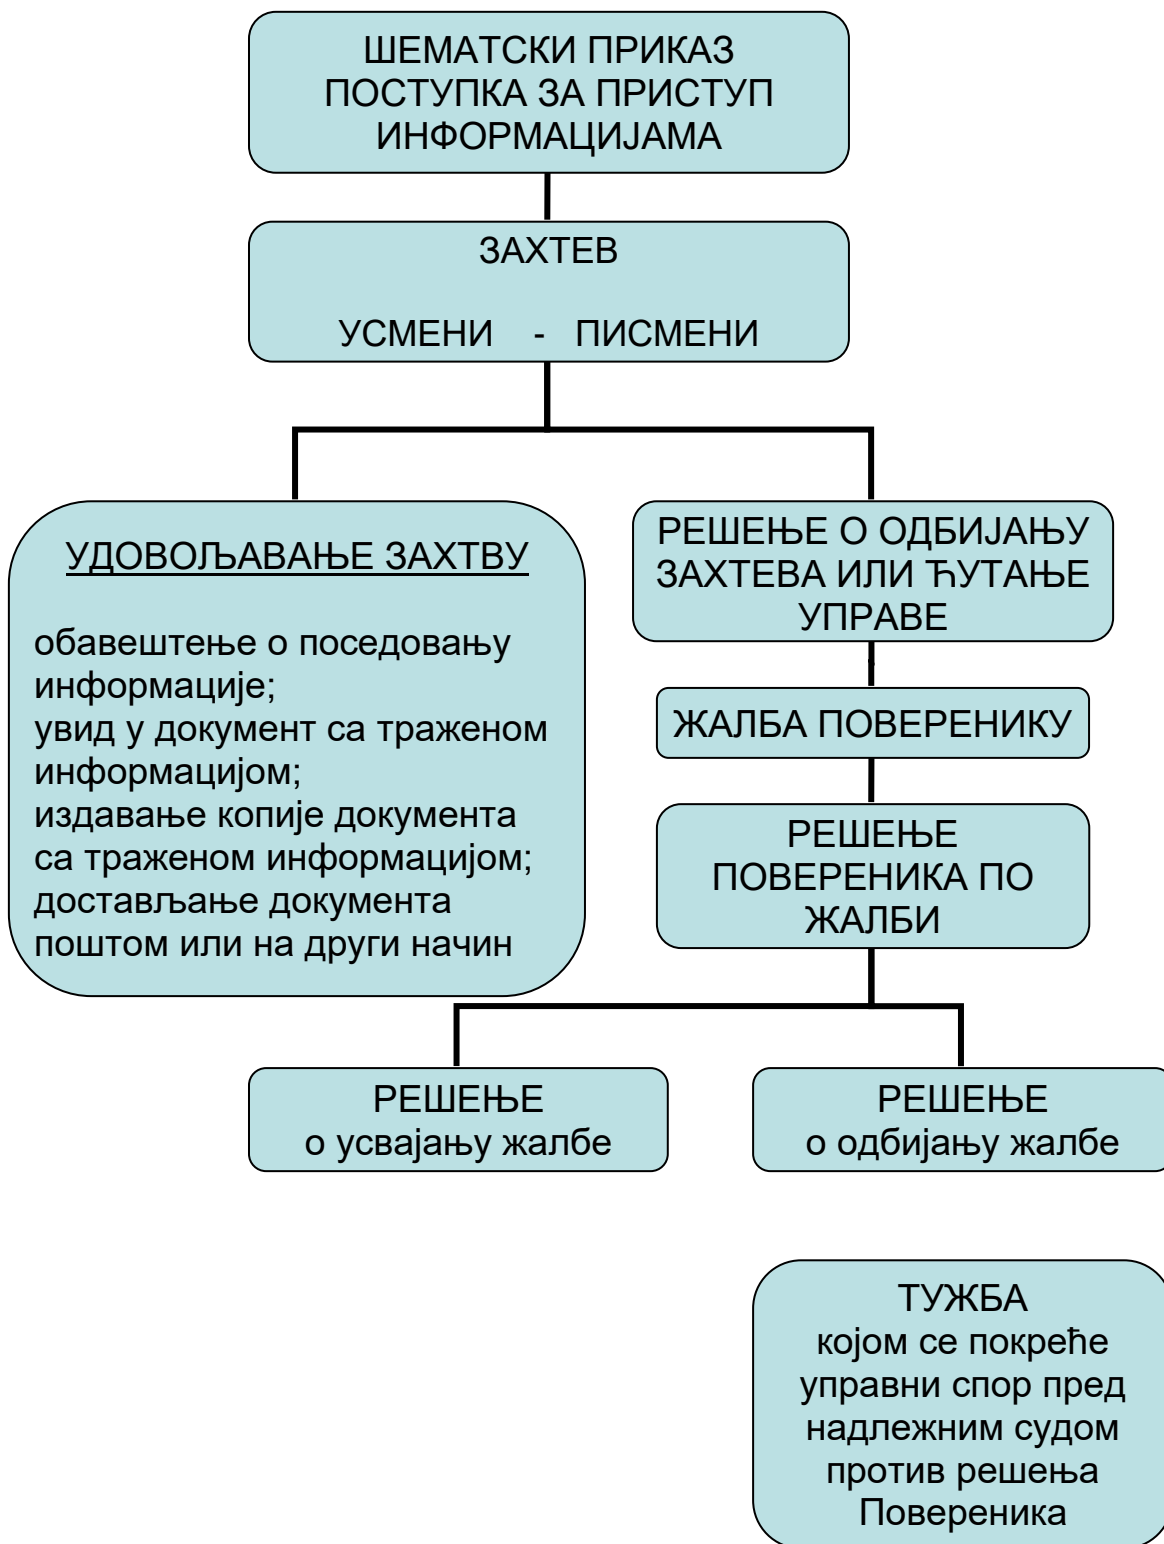 ШЕМАТСКИ ПРИКАЗ
ПОСТУПКА ЗА ПРИСТУП
ИНФОРМАЦИЈАМА
ЗАХТЕВ
УСМЕНИ - ПИСМЕНИ
УДОВОЉАВАЊЕ ЗАХТВУ
обавештење о поседовању
информације;
увид у документ са траженом
информацијом;
издавање копије документа
са траженом информацијом;
достављање документа
поштом или на други начин
РЕШЕЊЕ О ОДБИЈАЊУ
ЗАХТЕВА ИЛИ ЋУТАЊЕ
УПРАВЕ
ЖАЛБА ПОВЕРЕНИКУ
РЕШЕЊЕ
ПОВЕРЕНИКА ПО
ЖАЛБИ
РЕШЕЊЕ
о усвајању жалбе
РЕШЕЊЕ
о одбијању жалбе
ТУЖБА
којом се покреће
управни спор пред
надлежним судом
против решења
Повереника